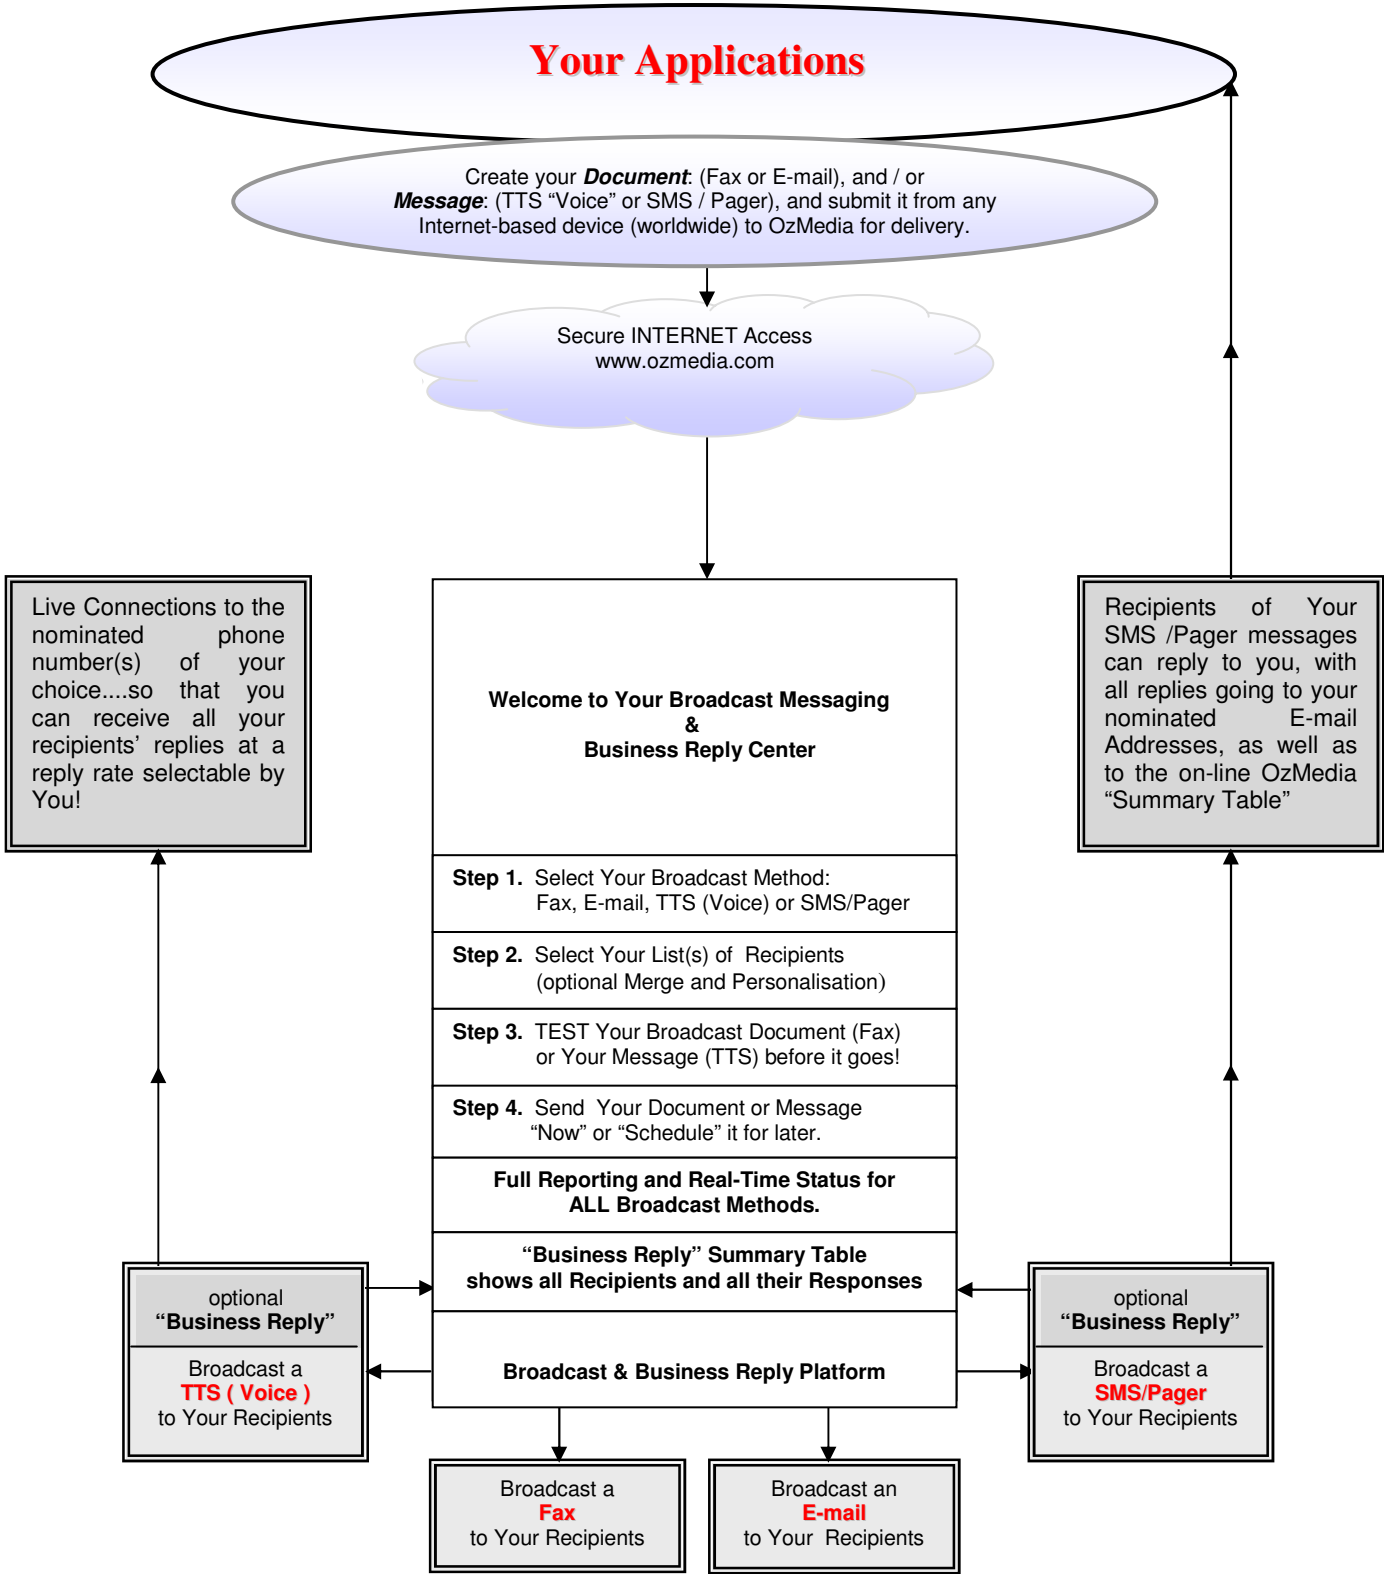 Your Applications
Create your Document: (Fax or E-mail), and / or
Message: (TTS “Voice” or SMS / Pager), and submit it from any
Internet-based device (worldwide) to OzMedia for delivery.
Secure INTERNET Access
www.ozmedia.com
Live Connections to the
nominated phone
number(s) of your
choice....so that you
can receive all your
recipients’ replies at a
reply rate selectable by
You!
Welcome to Your Broadcast Messaging
&
Business Reply Center
Recipients of Your
SMS /Pager messages
can reply to you, with
all replies going to your
nominated E-mail
Addresses, as well as
to the on-line OzMedia
“Summary Table”
Step 1. Select Your Broadcast Method:
Fax, E-mail, TTS (Voice) or SMS/Pager
Step 2. Select Your List(s) of Recipients
(optional Merge and Personalisation)
Step 3. TEST Your Broadcast Document (Fax)
or Your Message (TTS) before it goes!
Step 4. Send Your Document or Message
“Now” or “Schedule” it for later.
Full Reporting and Real-Time Status for
ALL Broadcast Methods.
“Business Reply” Summary Table
shows all Recipients and all their Responses
Broadcast & Business Reply Platform
optional
“Business Reply”
Broadcast a
TTS ( Voice )
to Your Recipients
optional
“Business Reply”
Broadcast a
SMS/Pager
to Your Recipients
Broadcast a
Fax
to Your Recipients
Broadcast an
E-mail
to Your Recipients